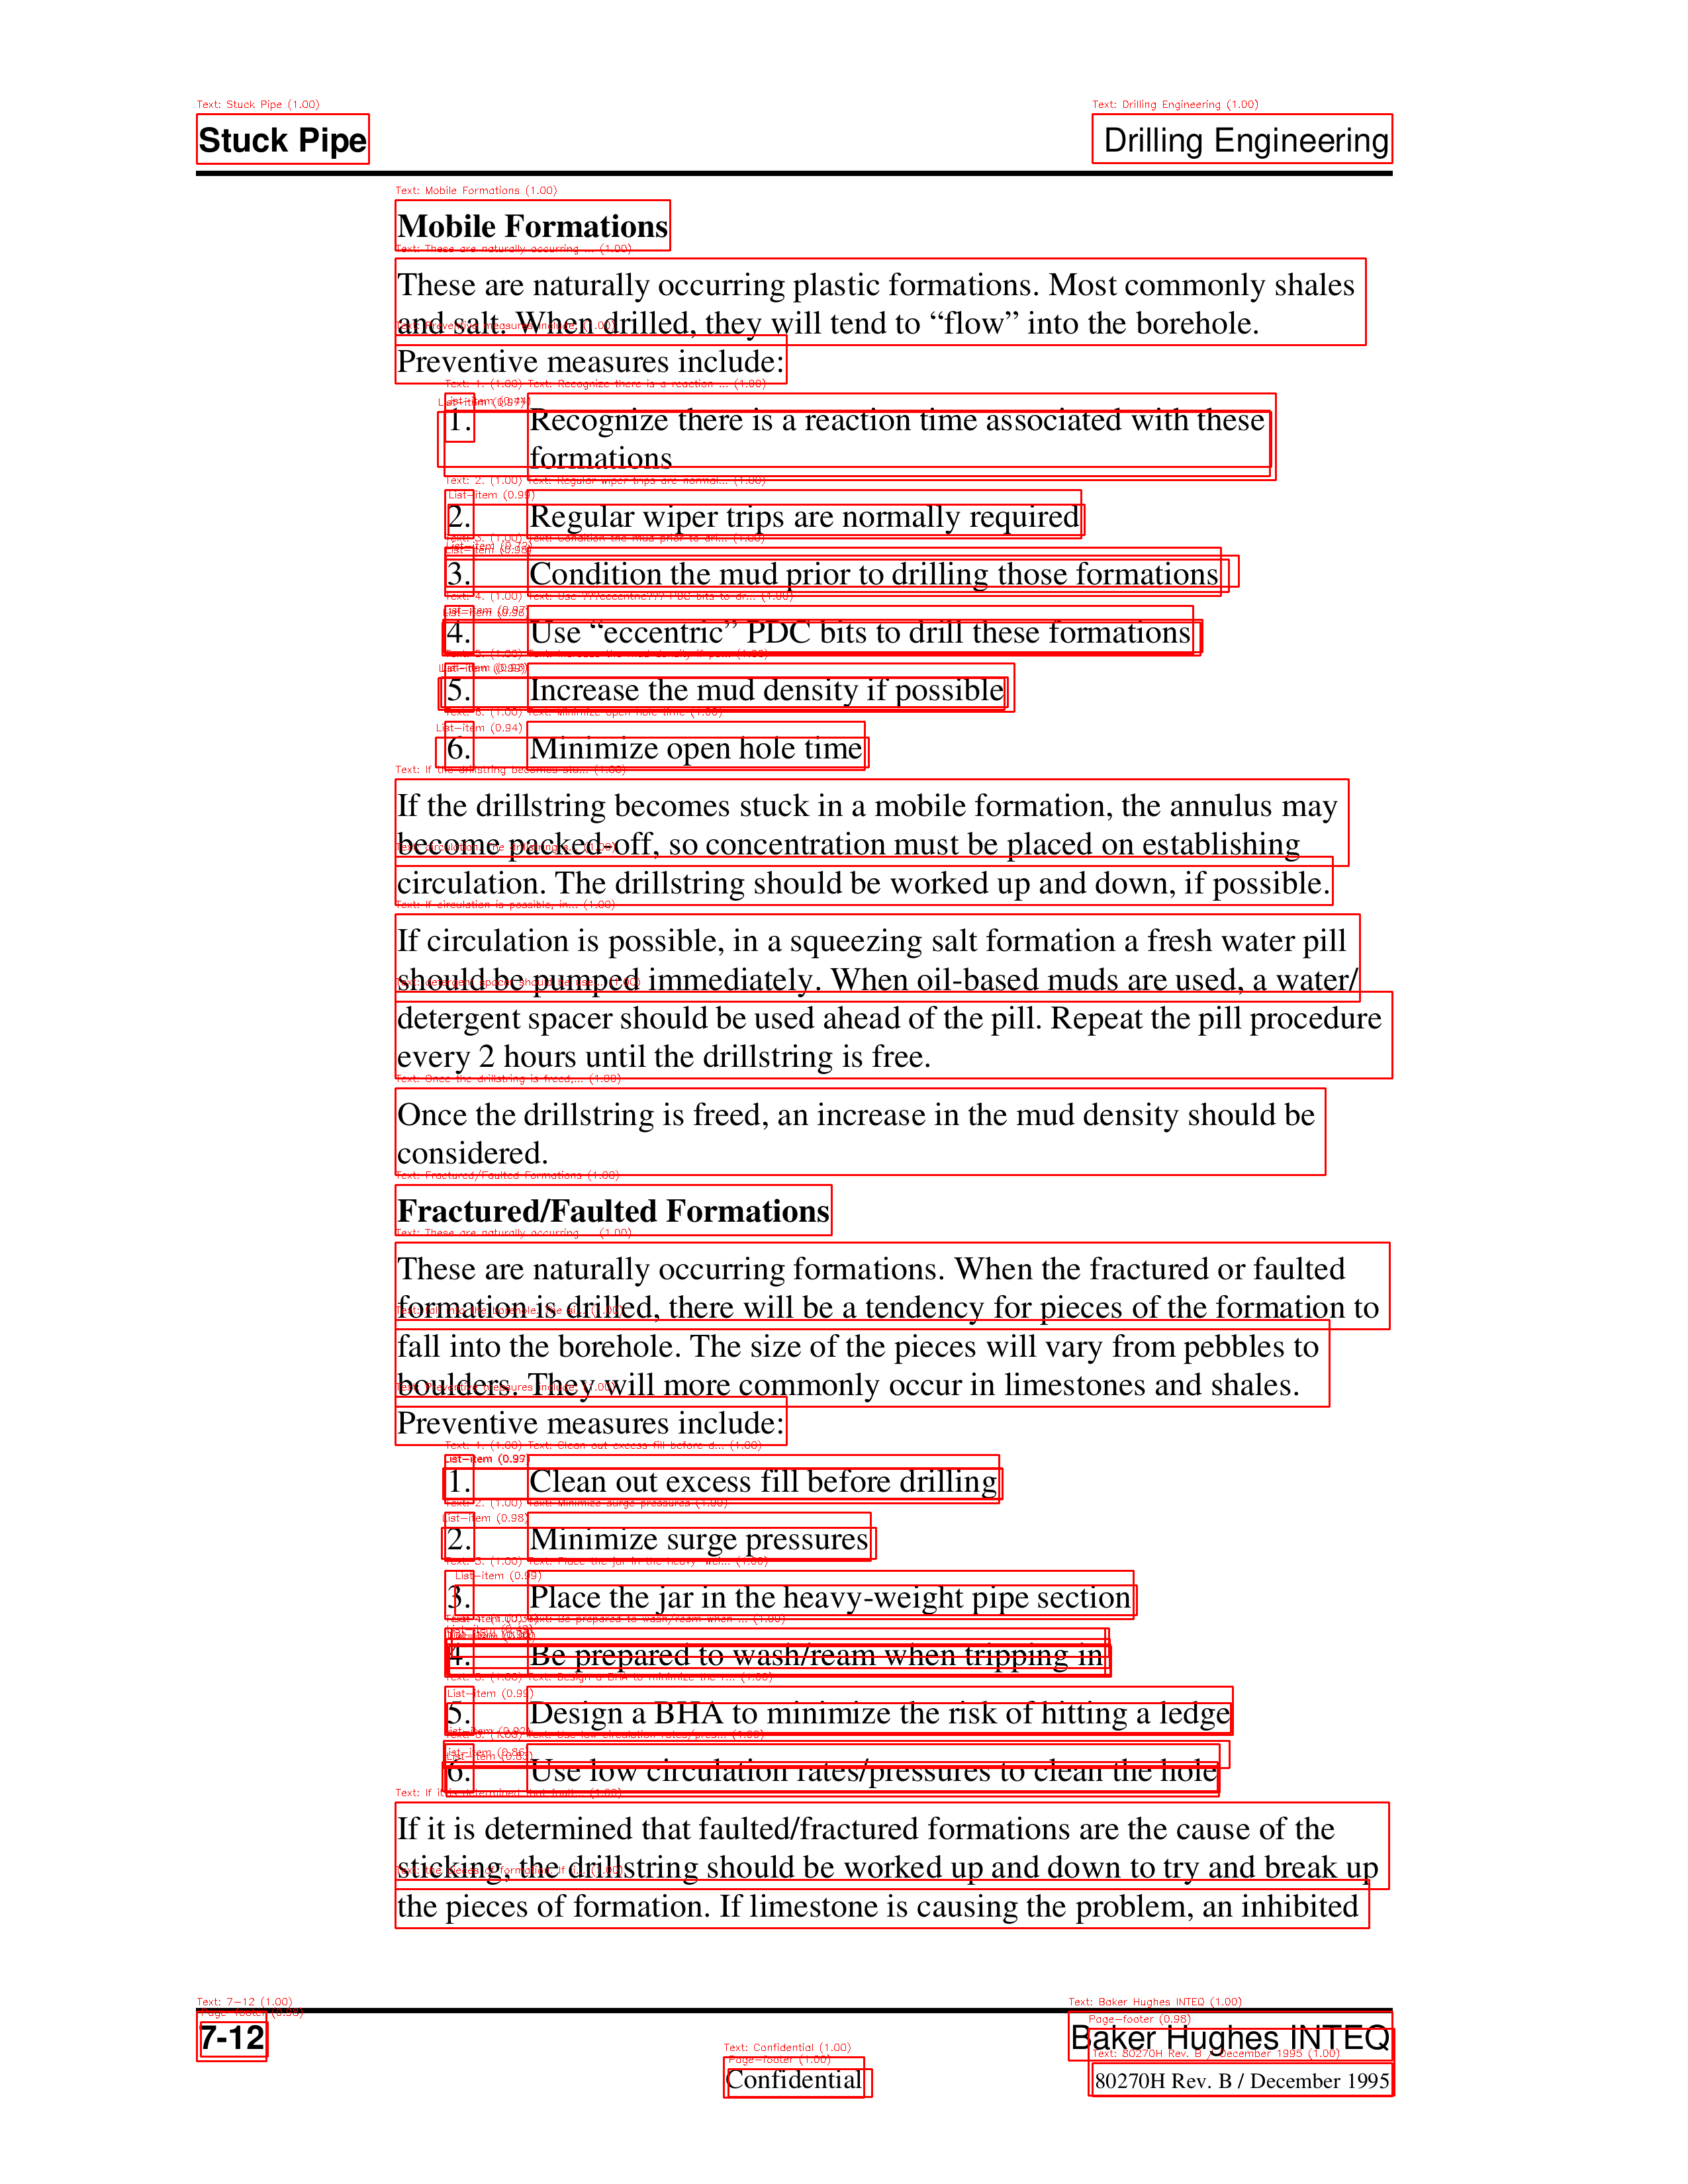 Stuck Pipe
Drilling Engineering
Mobile Formations
These are naturally occurring plastic formations. Most commonly shales
and salt. When drilled, they will tend to “flow” into the borehole.
Preventive measures include:
1. Recognize there is a reaction time associated with these
formations
2. Regular wiper trips are normally required
3. Condition the mud prior to drilling those formations
4. Use “eccentric” PDC bits to drill these formations
5. Increase the mud density if possible
6. Minimize open hole time
If the drillstring becomes stuck in a mobile formation, the annulus may
become packed-off, so concentration must be placed on establishing
circulation. The drillstring should be worked up and down, if possible.
If circulation is possible, in a squeezing salt formation a fresh water pill
should be pumped immediately. When oil-based muds are used, a water/
detergent spacer should be used ahead of the pill. Repeat the pill procedure
every 2 hours until the drillstring is free.
Once the drillstring is freed, an increase in the mud density should be
considered.
Fractured/Faulted Formations
These are naturally occurring formations. When the fractured or faulted
formation is drilled, there will be a tendency for pieces of the formation to
fall into the borehole. The size of the pieces will vary from pebbles to
boulders. They will more commonly occur in limestones and shales.
Preventive measures include:
1. Clean out excess fill before drilling
2. Minimize surge pressures
3. Place the jar in the heavy-weight pipe section
4. Be prepared to wash/ream when tripping in
5. Design a BHA to minimize the risk of hitting a ledge
6. Use low circulation rates/pressures to clean the hole
If it is determined that faulted/fractured formations are the cause of the
sticking, the drillstring should be worked up and down to try and break up
the pieces of formation. If limestone is causing the problem, an inhibited
7-12
Baker Hughes INTEQ
Confidential
80270H Rev. B / December 1995